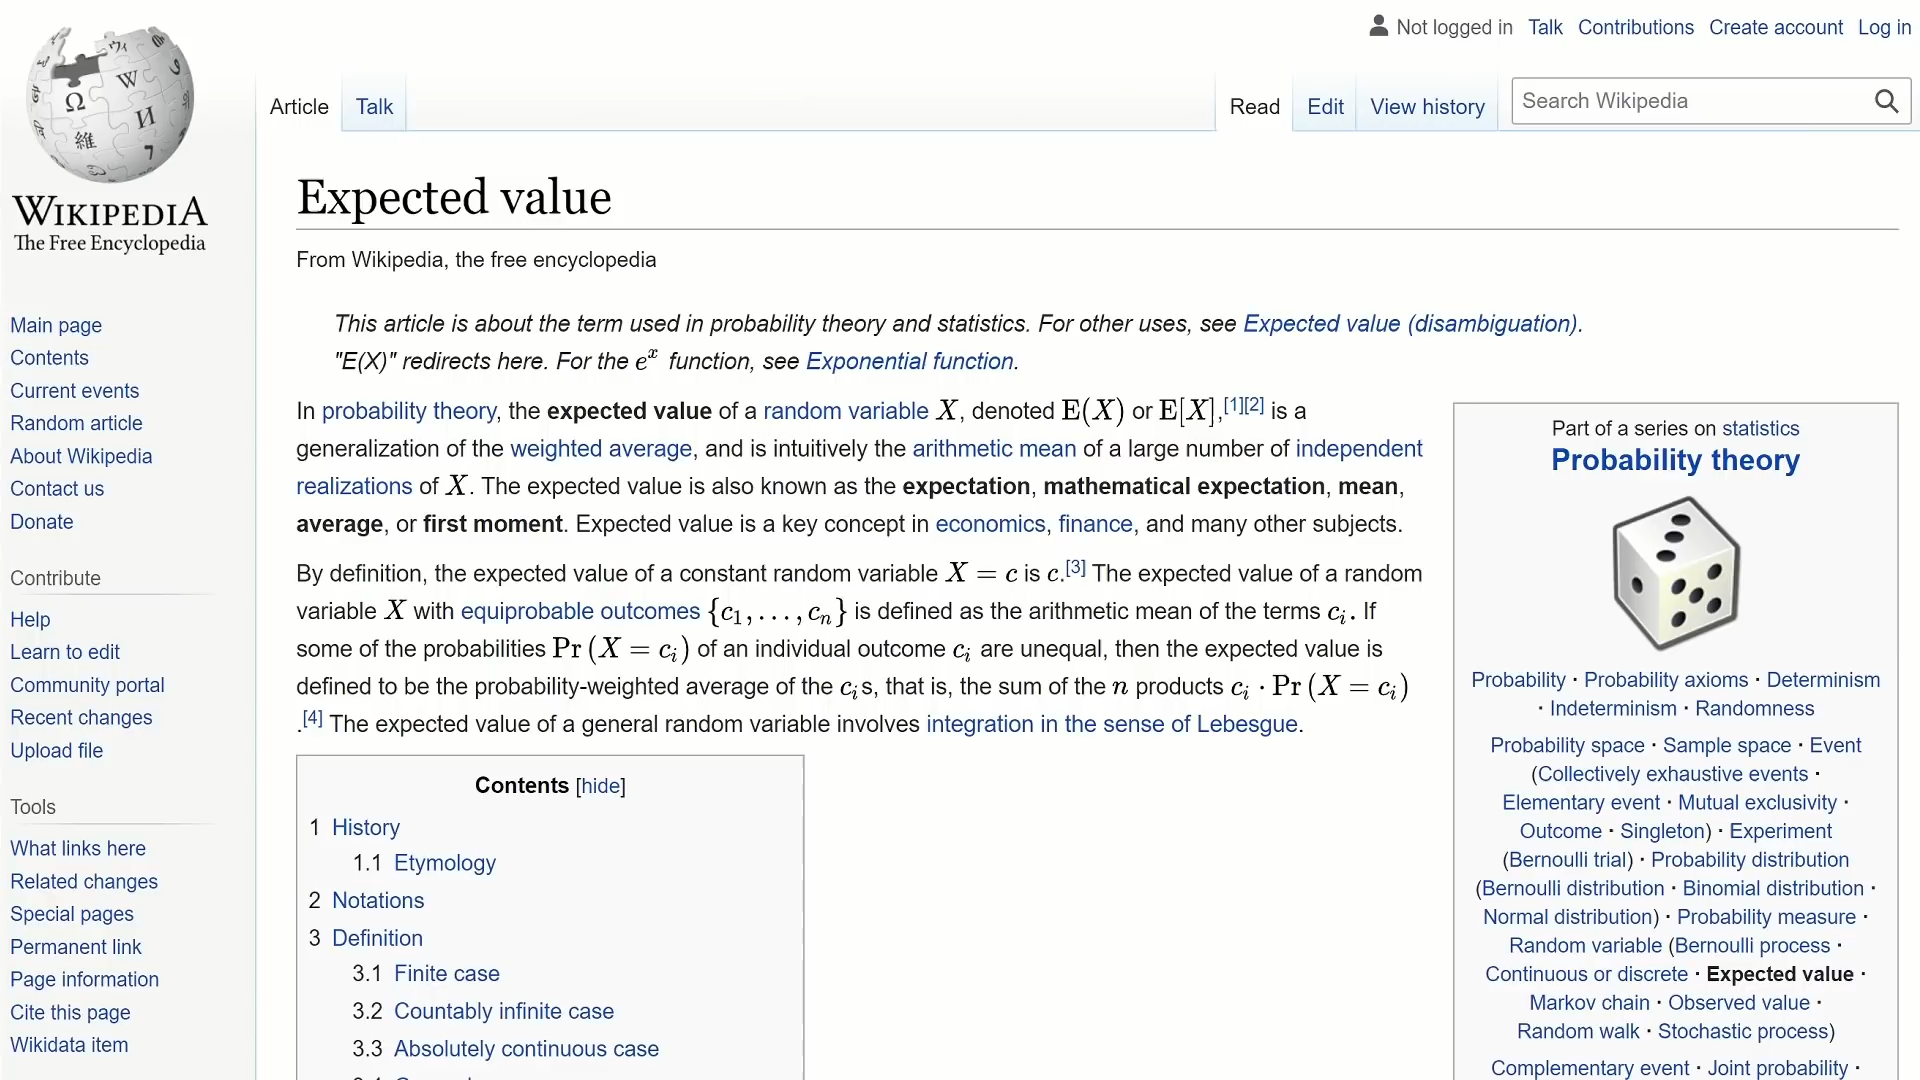 Not logged in Talk Contributions Create account Log in
Article Talk Read Edit View history Search Wikipedia
WIKIPEDIA
The Free Encyclopedia
Main page
Contents
Current events
Random article
About Wikipedia
Contact us
Donate
Contribute
Help
Learn to edit
Community portal
Recent changes
Upload file
Tools
What links here
Related changes
Special pages
Permanent link
Page information
Cite this page
Wikidata item
Expected value
From Wikipedia, the free encyclopedia
This article is about the term used in probability theory and statistics. For other uses, see Expected value (disambiguation).
"E(X)" redirects here. For the eˣ function, see Exponential function.
In probability theory, the expected value of a random variable X, denoted E(X) or E[X],[1][2] is a
generalization of the weighted average, and is intuitively the arithmetic mean of a large number of independent
realizations of X. The expected value is also known as the expectation, mathematical expectation, mean,
average, or first moment. Expected value is a key concept in economics, finance, and many other subjects.
By definition, the expected value of a constant random variable X = c is c.[3] The expected value of a random
variable X with equiprobable outcomes {c₁, . . . , cₙ} is defined as the arithmetic mean of the terms cᵢ. If
some of the probabilities Pr (X = cᵢ) of an individual outcome cᵢ are unequal, then the expected value is
defined to be the probability-weighted average of the cᵢs, that is, the sum of the n products cᵢ · Pr (X = cᵢ)
.[4] The expected value of a general random variable involves integration in the sense of Lebesgue.
Contents [hide]
1 History
1.1 Etymology
2 Notations
3 Definition
3.1 Finite case
3.2 Countably infinite case
3.3 Absolutely continuous case
Part of a series on statistics
Probability theory
Probability · Probability axioms · Determinism
· Indeterminism · Randomness
Probability space · Sample space · Event
(Collectively exhaustive events ·
Elementary event · Mutual exclusivity ·
Outcome · Singleton) · Experiment
(Bernoulli trial) · Probability distribution
(Bernoulli distribution · Binomial distribution ·
Normal distribution) · Probability measure ·
Random variable (Bernoulli process ·
Continuous or discrete · Expected value ·
Markov chain · Observed value ·
Random walk · Stochastic process)
Complementary event · Joint probability ·